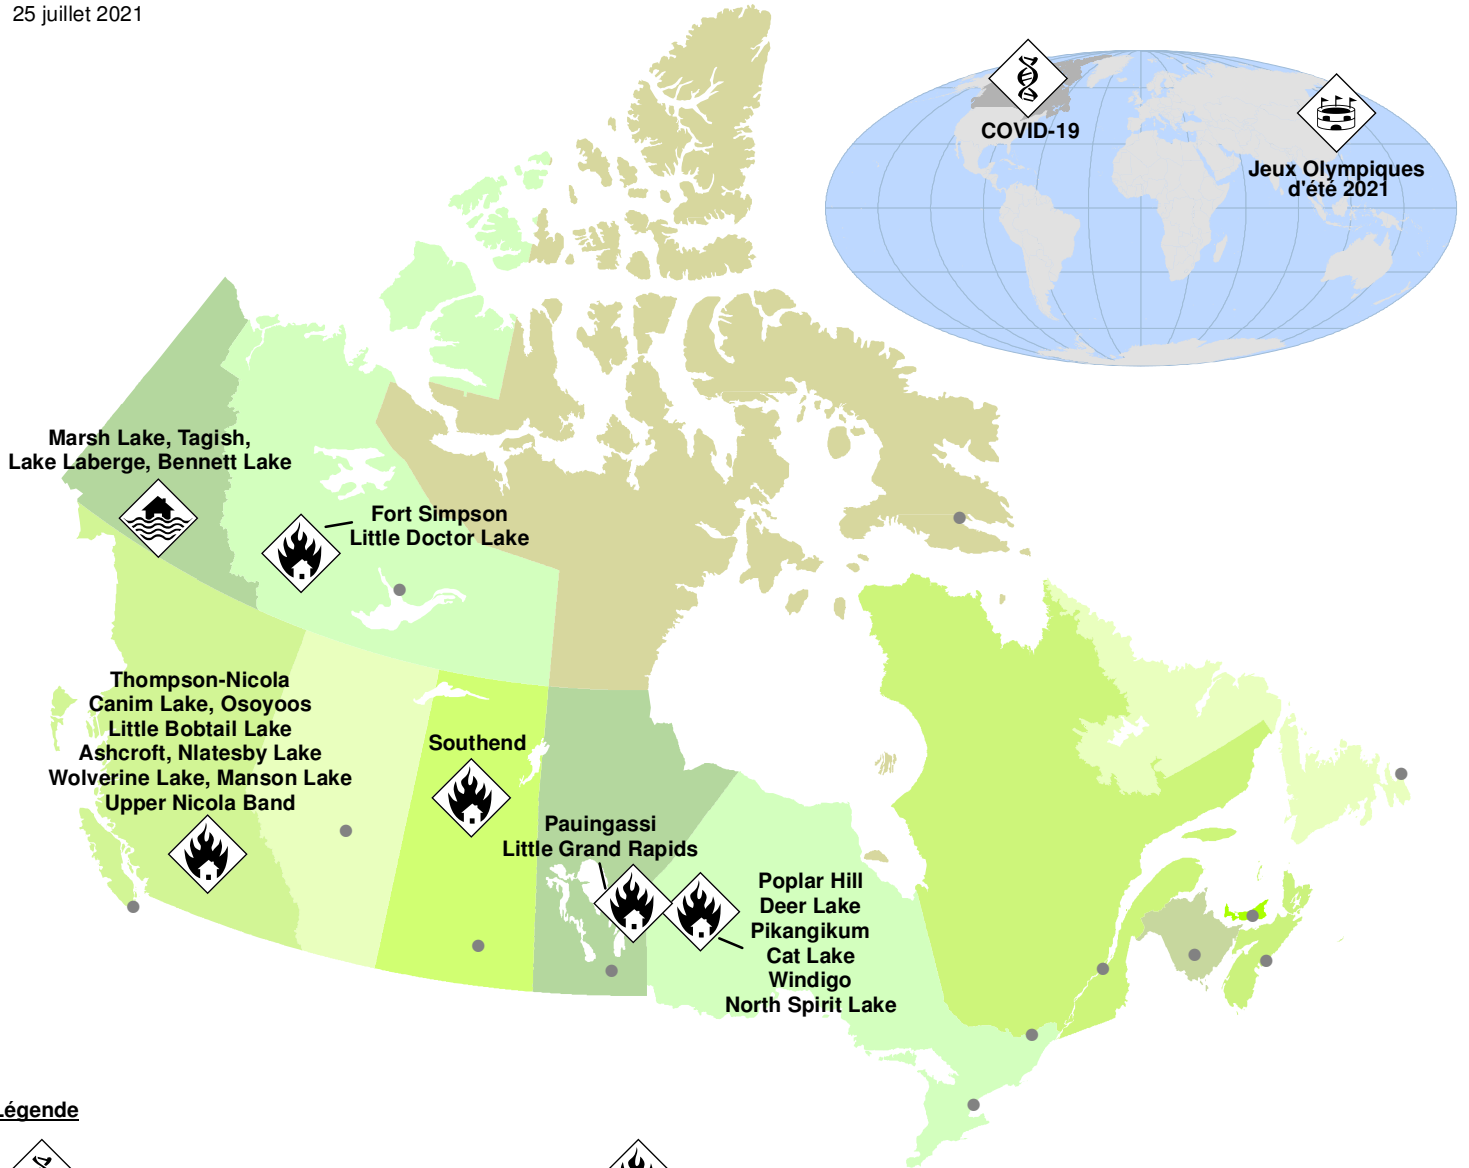 25 juillet 2021
COVID-19
Jeux Olympiques
d'été 2021
Marsh Lake, Tagish,
Lake Laberge, Bennett Lake
Fort Simpson
Little Doctor Lake
Thompson-Nicola
Canim Lake, Osoyoos
Little Bobtail Lake
Ashcroft, Nlatesby Lake
Wolverine Lake, Manson Lake
Upper Nicola Band
Southend
Pauingassi
Little Grand Rapids
Poplar Hill
Deer Lake
Pikangikum
Cat Lake
Windigo
North Spirit Lake
Légende